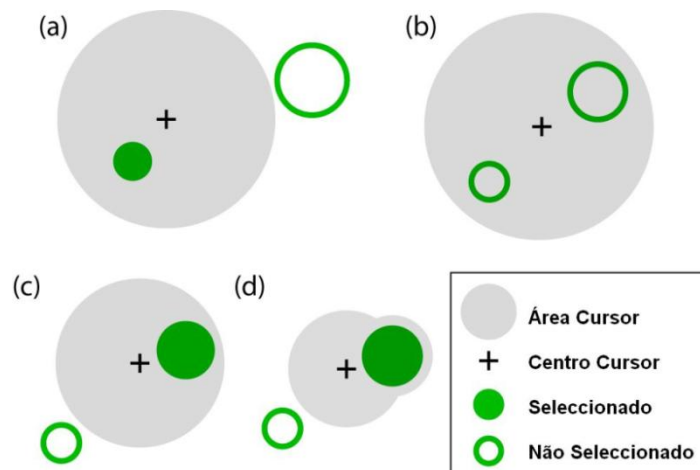 (a)
(b)
(c)
(d)
Área Cursor
Centro Cursor
Seleccionado
Não Seleccionado